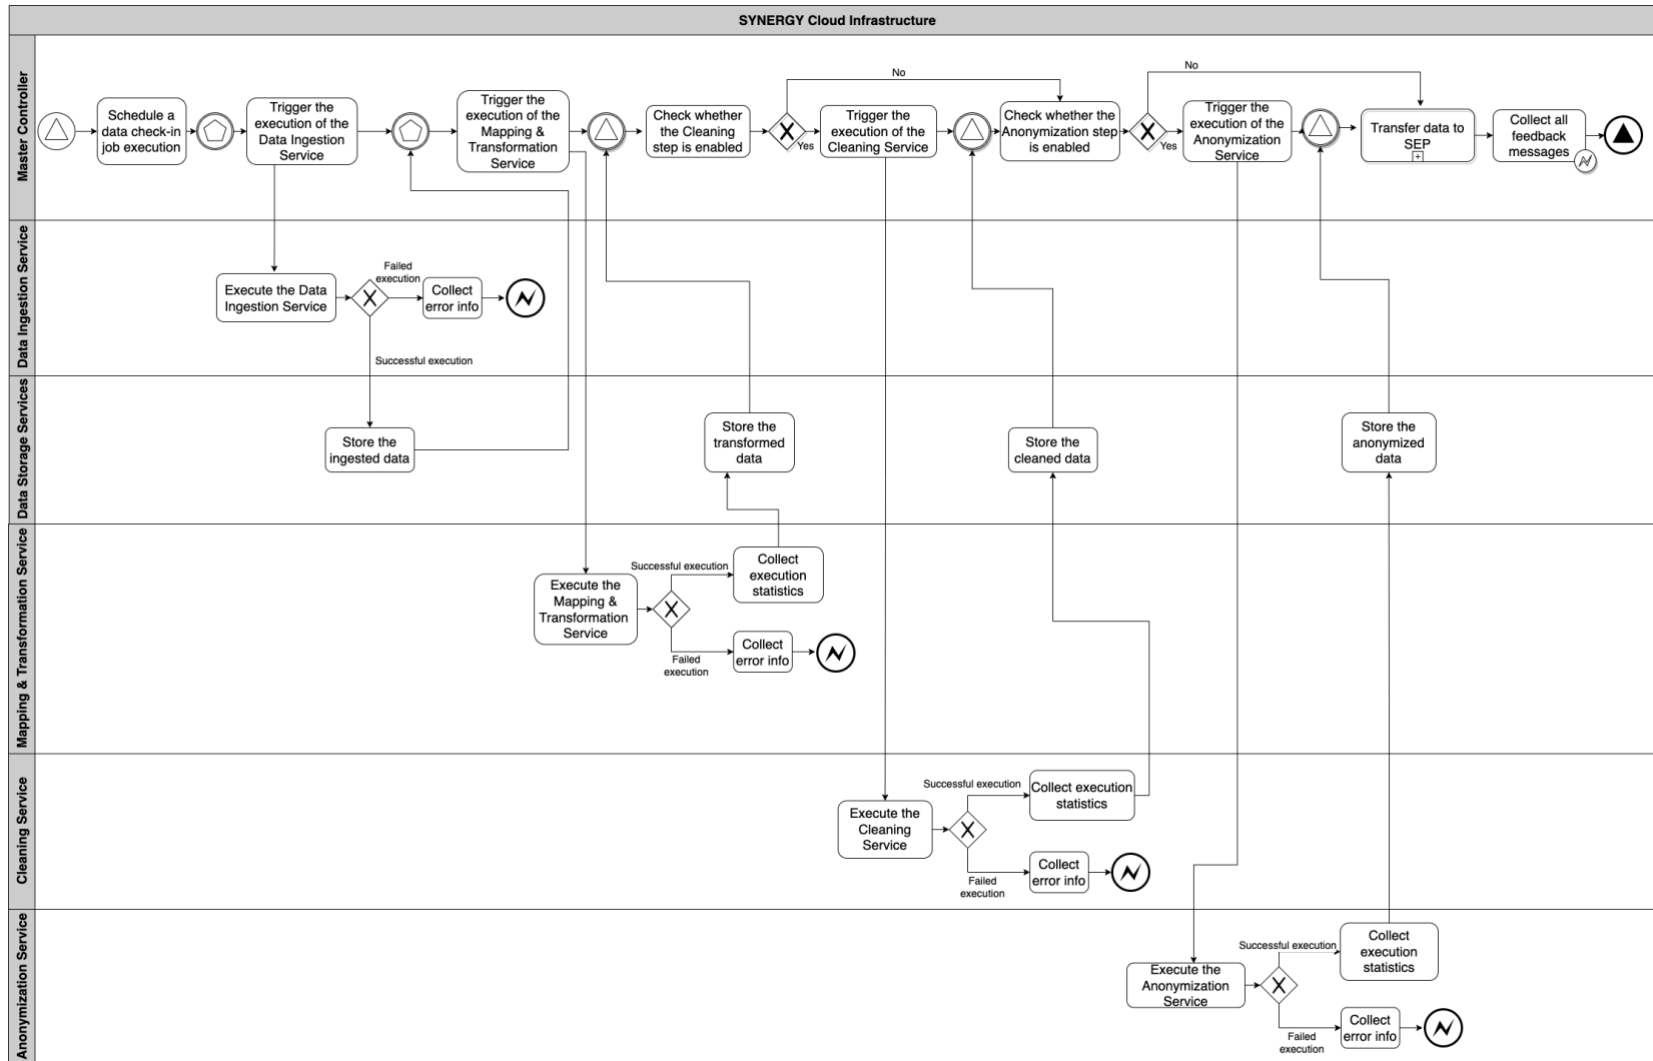 SYNERGY Cloud Infrastructure
Master Controller
Schedule a
data check-in
job execution
Trigger the
execution of the
Data Ingestion
Service
Trigger the
execution of the
Mapping &
Transformation
Service
Check whether
the Cleaning
step is enabled
No
Yes
Trigger the
execution of the
Cleaning Service
Check whether the
Anonymization step
is enabled
No
Yes
Trigger the
execution of the
Anonymization
Service
Transfer data to
SEP
Collect all
feedback
messages
Data Ingestion Service
Execute the Data
Ingestion Service
Failed
execution
Collect
error info
Successful execution
Data Storage Services
Store the
ingested data
Store the
transformed
data
Store the
cleaned data
Store the
anonymized
data
Mapping & Transformation Service
Execute the
Mapping &
Transformation
Service
Successful execution
Collect
execution
statistics
Failed
execution
Collect
error info
Cleaning Service
Execute the
Cleaning
Service
Successful execution
Collect execution
statistics
Failed
execution
Collect
error info
Anonymization Service
Execute the
Anonymization
Service
Successful execution
Collect
execution
statistics
Failed
execution
Collect
error info